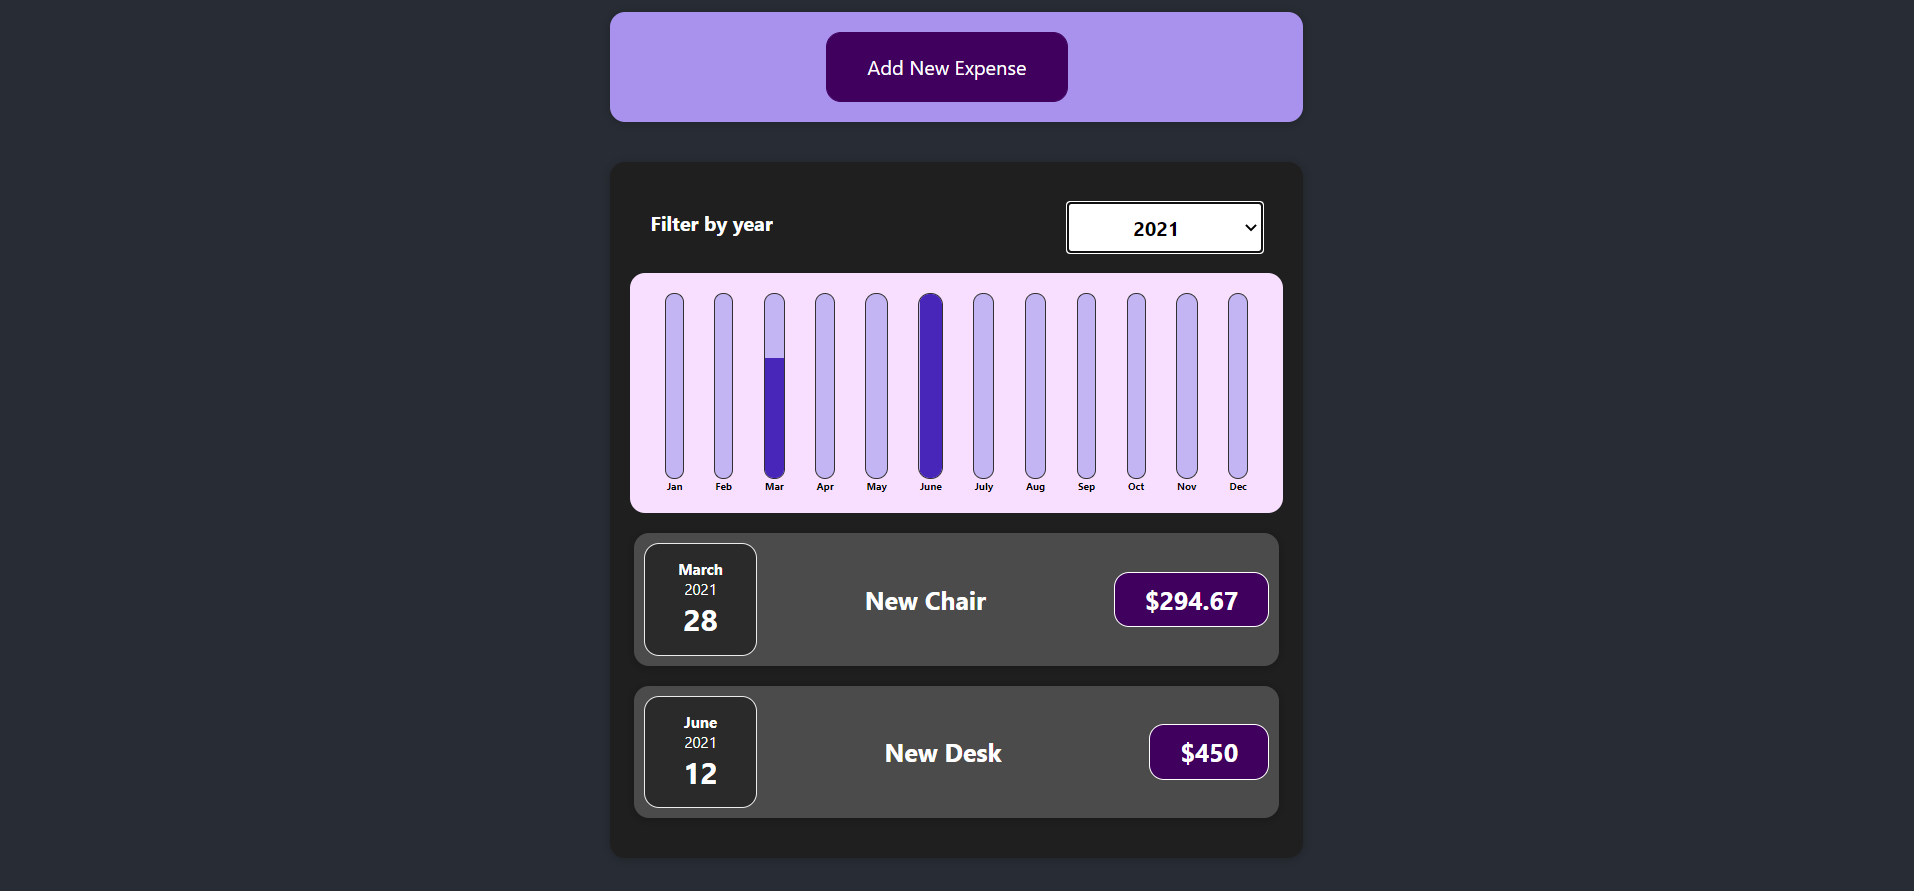 Add New Expense
Filter by year
2021
Jan Feb Mar Apr May June July Aug Sep Oct Nov Dec
March
2021
28
New Chair
$294.67
June
2021
12
New Desk
$450